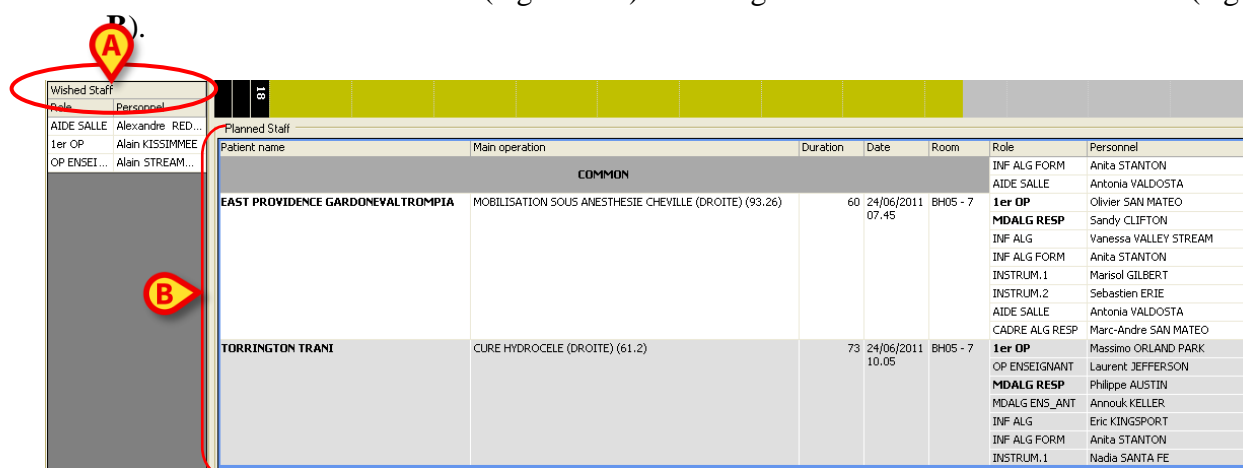 B).
A
Wished Staff
Role Personnel
AIDE SALLE Alexandre RED...
1er OP Alain KISSIMMEE
OP ENSEI... Alain STREAM...
18
Planned Staff
Patient name Main operation Duration Date Room Role Personnel
COMMON
INF ALG FORM Anita STANTON
AIDE SALLE Antonia VALDOSTA
EAST PROVIDENCE GARDONEVALTROMPIA MOBILISATION SOUS ANESTHESIE CHEVILLE (DROITE) (93.26) 60 24/06/2011 BH05 - 7 1er OP Olivier SAN MATEO
07.45 MDALG RESP Sandy CLIFTON
INF ALG Vanessa VALLEY STREAM
INF ALG FORM Anita STANTON
INSTRUM.1 Marisol GILBERT
B
INSTRUM.2 Sebastien ERIE
AIDE SALLE Antonia VALDOSTA
CADRE ALG RESP Marc-Andre SAN MATEO
TORRINGTON TRANI CURE HYDROCELE (DROITE) (61.2) 73 24/06/2011 BH05 - 7 1er OP Massimo ORLAND PARK
10.05 OP ENSEIGNANT Laurent JEFFERSON
MDALG RESP Philippe AUSTIN
MDALG ENS_ANT Annouk KELLER
INF ALG Eric KINGSPORT
INF ALG FORM Anita STANTON
INSTRUM.1 Nadia SANTA FE